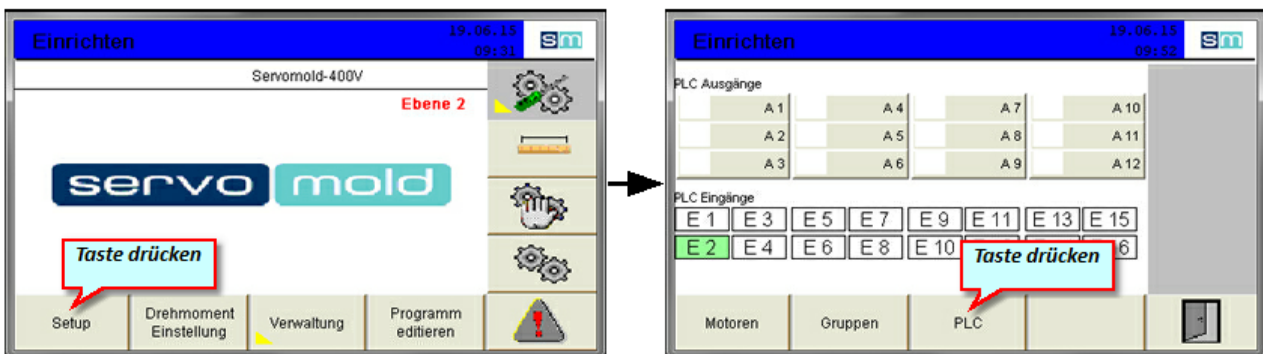 Einrichten
19.06.15
09:31
sm
Servomold-400V
Ebene 2
servo mold
Taste drücken
Setup
Drehmoment
Einstellung
Verwaltung
Programm
editieren
Einrichten
19.06.15
09:52
sm
PLC Ausgänge
A 1 A 4 A 7 A 10
A 2 A 5 A 8 A 11
A 3 A 6 A 9 A 12
PLC Eingänge
E 1 E 3 E 5 E 7 E 9 E 11 E 13 E 15
E 2 E 4 E 6 E 8 E 10 6
Taste drücken
Motoren Gruppen PLC